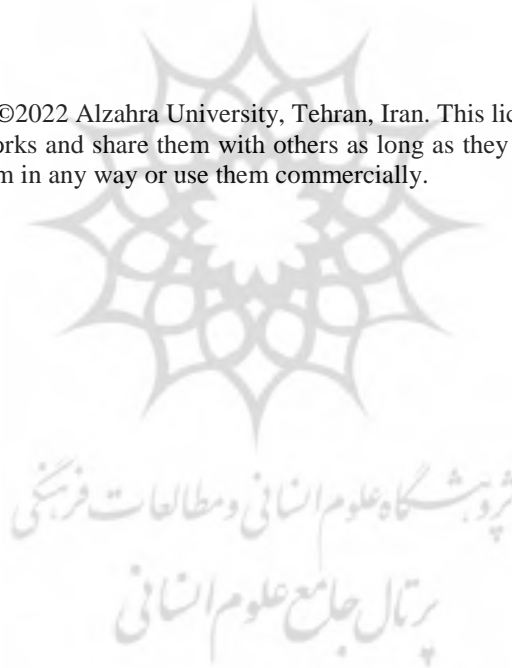 ©2022 Alzahra University, Tehran, Iran. This lic
orks and share them with others as long as they
m in any way or use them commercially.
پژوهشگاه علوم انسانی و مطالعات فرهنگی
پرتال جامع علوم انسانی